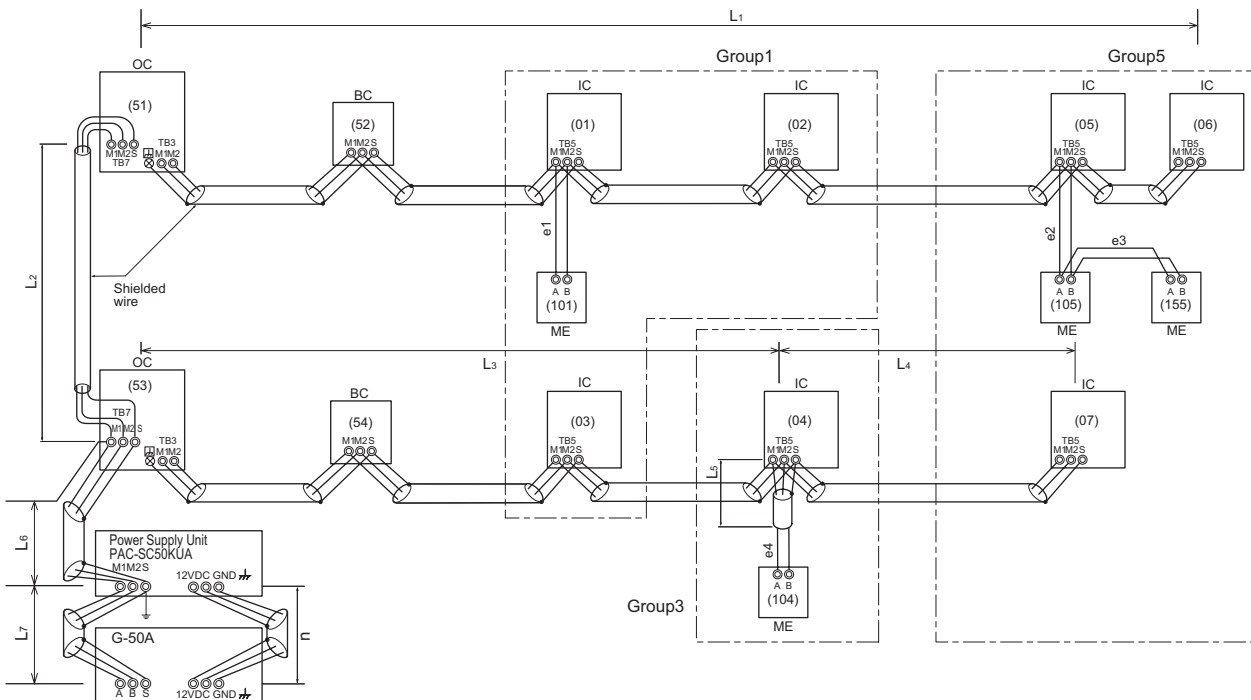 L1
Group1
Group5
OC
(51)
M1M2S
TB7
TB3
M1M2
BC
(52)
M1M2S
IC
(01)
TB5
M1M2S
IC
(02)
TB5
M1M2S
IC
(05)
TB5
M1M2S
IC
(06)
TB5
M1M2S
L2
Shielded
wire
e1
A B
(101)
ME
e2
e3
A B
(105)
ME
A B
(155)
ME
L3
L4
OC
(53)
TB7
M1M2S
TB3
M1M2
BC
(54)
M1M2S
IC
(03)
TB5
M1M2S
IC
(04)
TB5
M1M2S
IC
(07)
TB5
M1M2S
L5
e4
A B
(104)
ME
Group3
L6
Power Supply Unit
PAC-SC50KUA
M1M2S
12VDC GND
L7
n
G-50A
A B S
12VDC GND